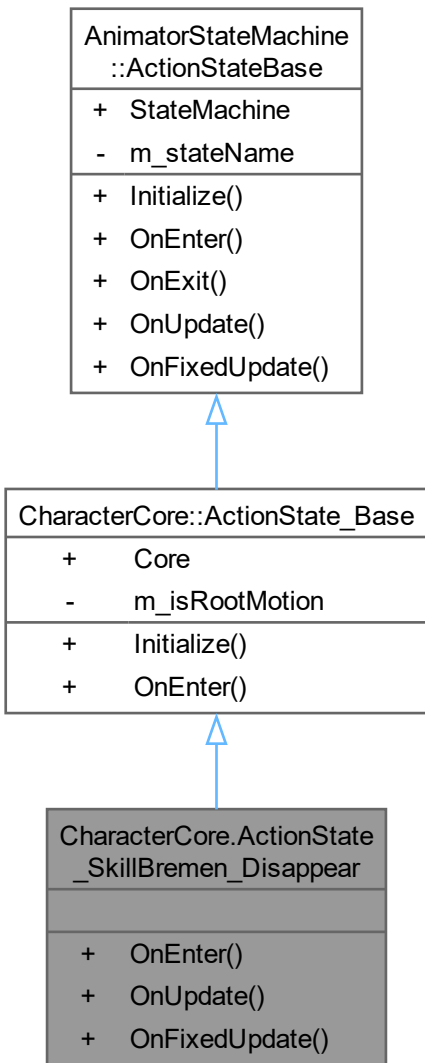 AnimatorStateMachine
::ActionStateBase
+ StateMachine
- m_stateName
+ Initialize()
+ OnEnter()
+ OnExit()
+ OnUpdate()
+ OnFixedUpdate()
CharacterCore::ActionState_Base
+ Core
- m_isRootMotion
+ Initialize()
+ OnEnter()
CharacterCore.ActionState
_SkillBremen_Disappear
+ OnEnter()
+ OnUpdate()
+ OnFixedUpdate()